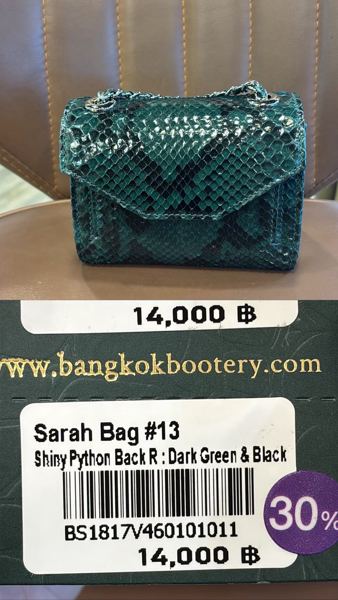 14,000 ฿
www.bangkokbootery.com
Sarah Bag #13
Shiny Python Back R : Dark Green & Black
BS1817V460101011
30%
14,000 ฿